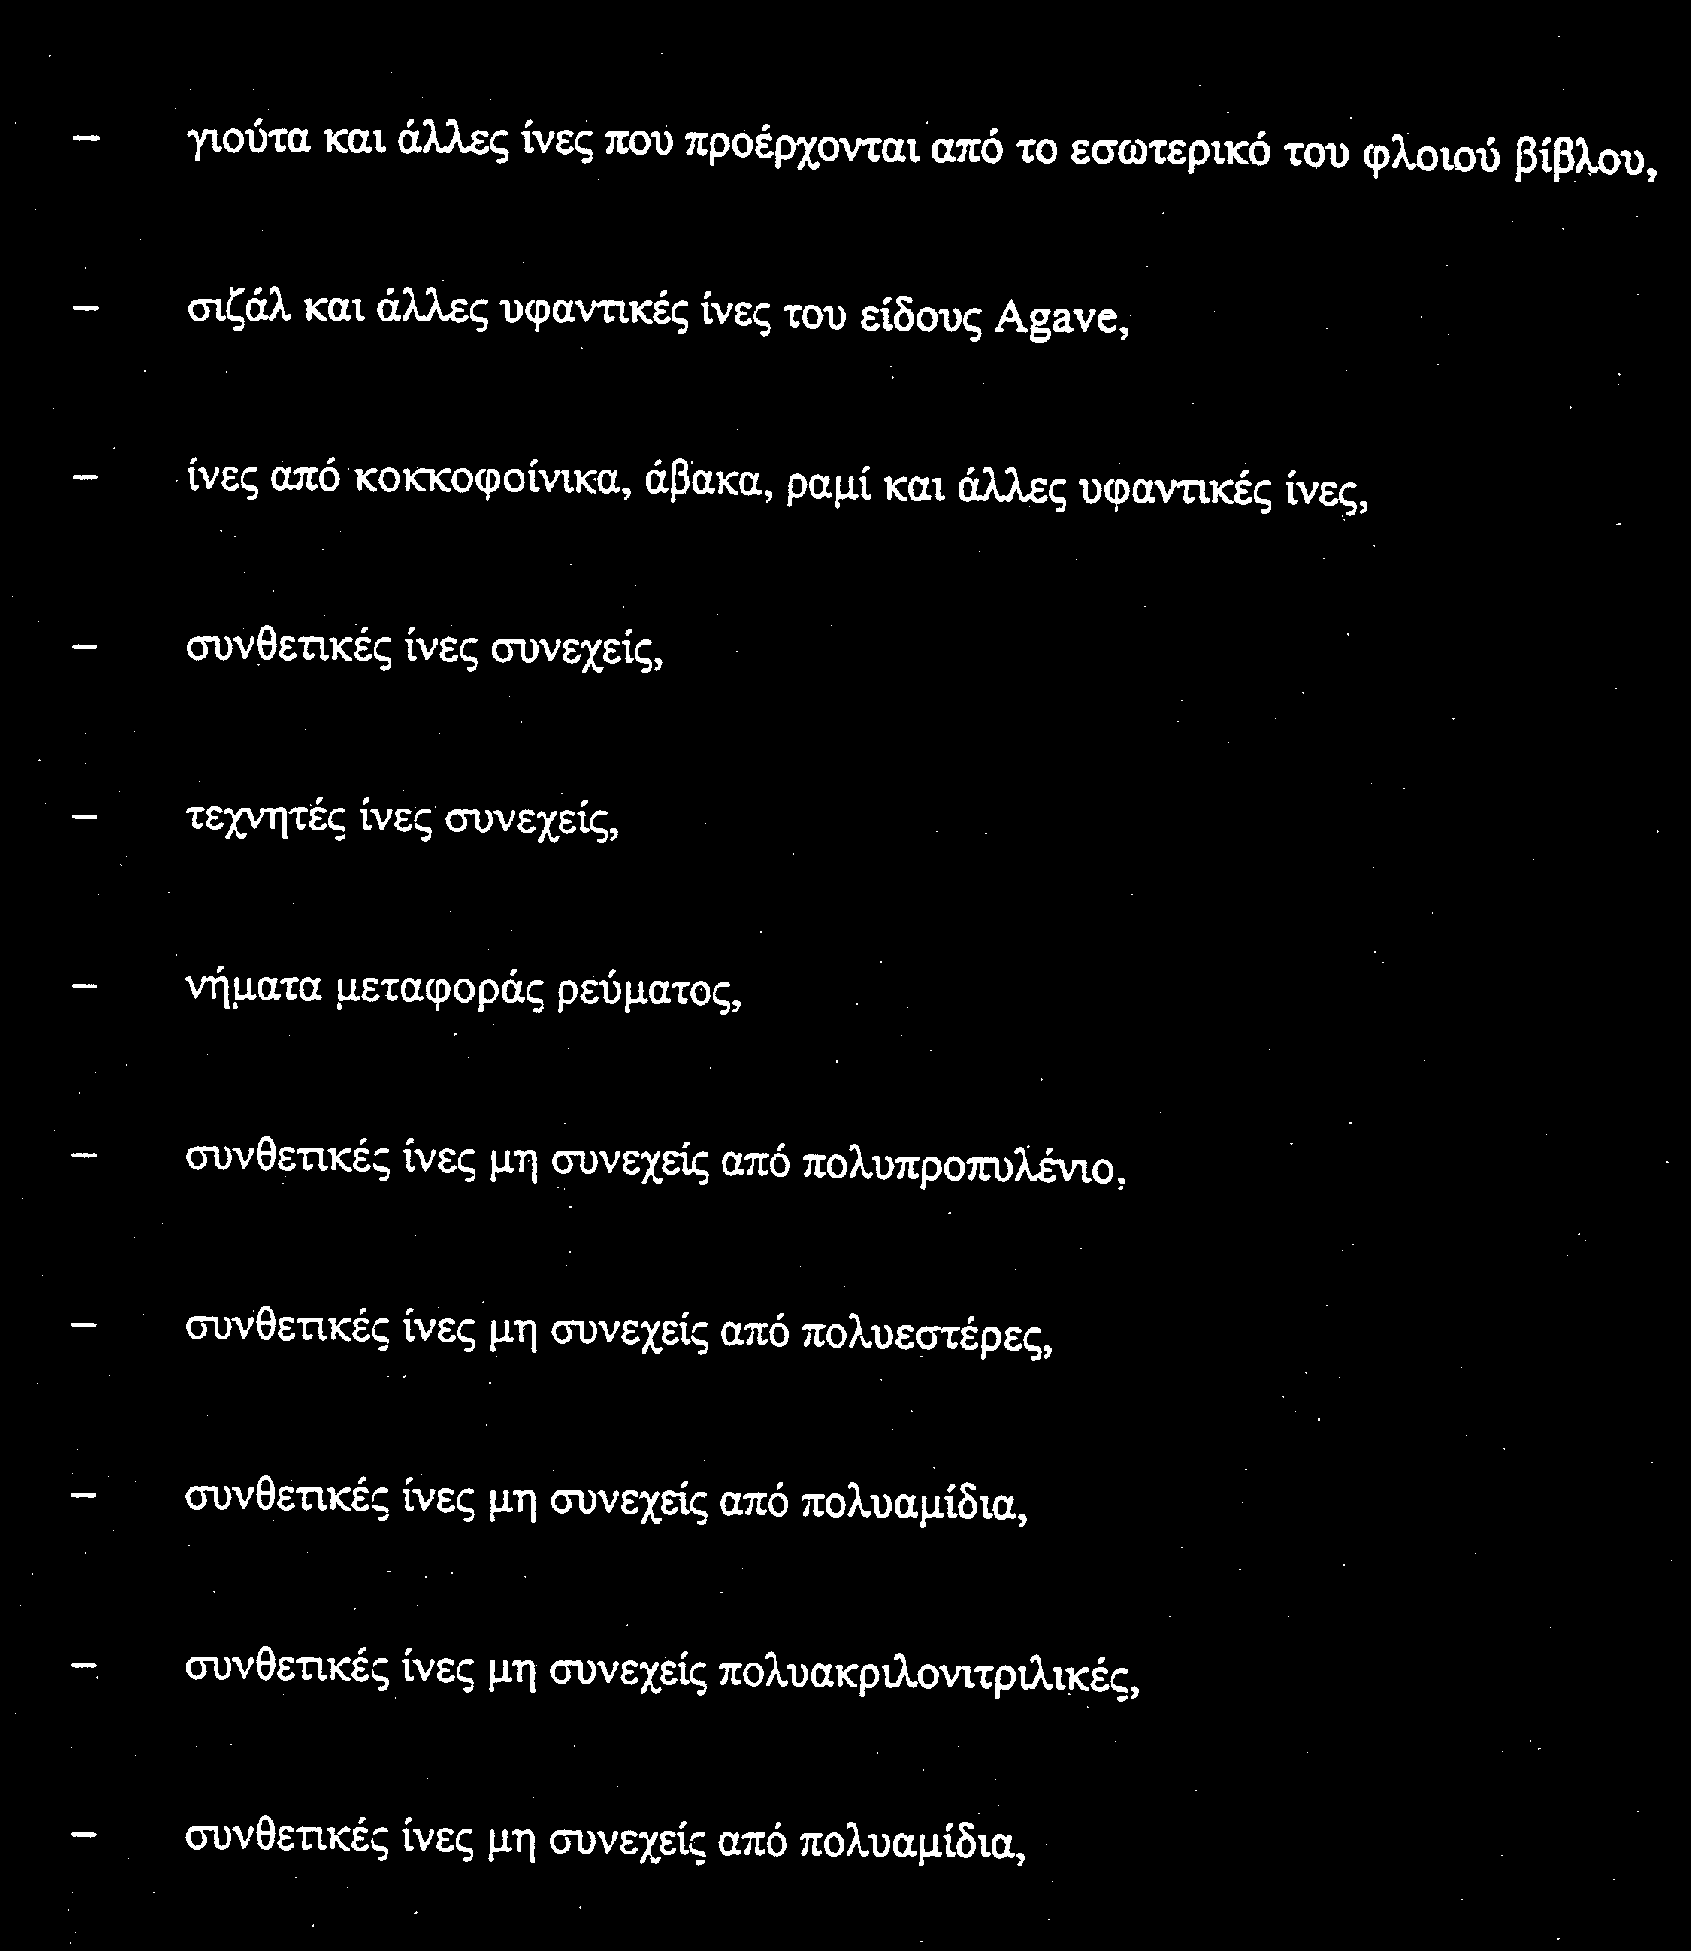 – γιούτα και άλλες ίνες που προέρχονται από το εσωτερικό του φλοιού βίβλου,
– σιζάλ και άλλες υφαντικές ίνες του είδους Agave,
– ίνες από κοκκοφοίνικα, άβακα, ραμί και άλλες υφαντικές ίνες,
– συνθετικές ίνες συνεχείς,
– τεχνητές ίνες συνεχείς,
– νήματα μεταφοράς ρεύματος,
– συνθετικές ίνες μη συνεχείς από πολυπροπυλένιο,
– συνθετικές ίνες μη συνεχείς από πολυεστέρες,
– συνθετικές ίνες μη συνεχείς από πολυαμίδια,
– συνθετικές ίνες μη συνεχείς πολυακριλονιτριλικές,
– συνθετικές ίνες μη συνεχείς από πολυαμίδια,